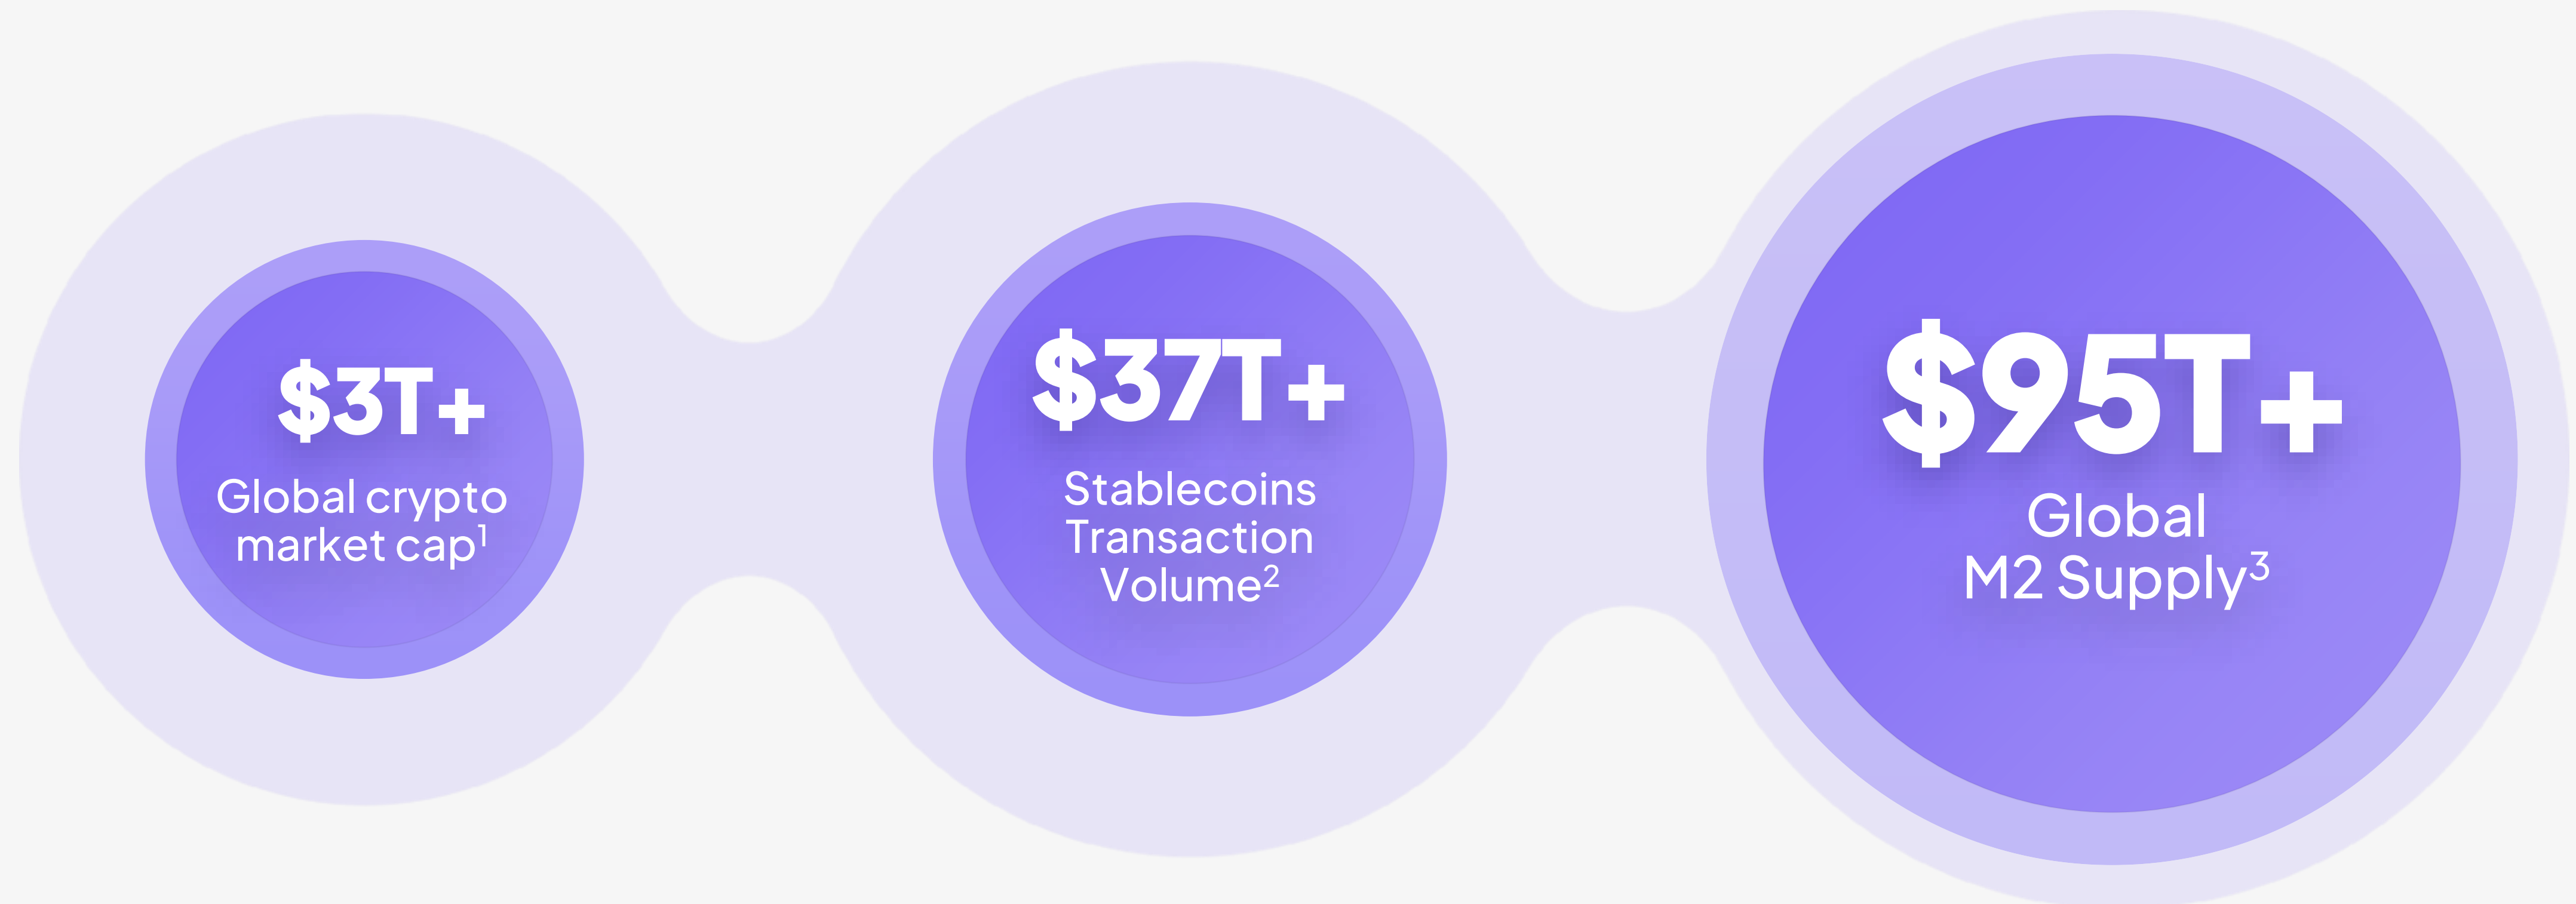 $3T+
Global crypto
market cap¹
$37T+
Stablecoins
Transaction
Volume²
$95T+
Global
M2 Supply³